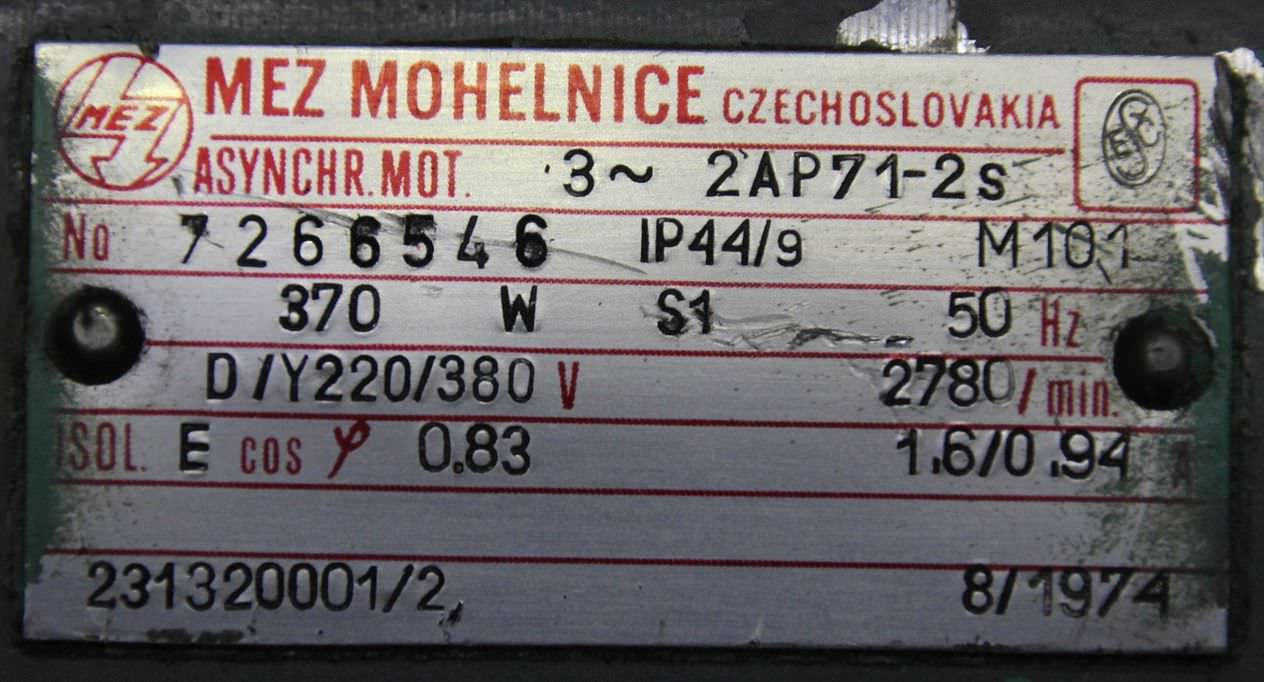 MEZ
MEZ MOHELNICE CZECHOSLOVAKIA
ESC
ASYNCHR. MOT. 3~ 2AP71-2s
No 7266546 IP44/9 M101
370 W S1 50 Hz
D/Y220/380 V 2780/min.
ISOL. E cos φ 0.83 1.6/0.94 A
231320001/2, 8/1974